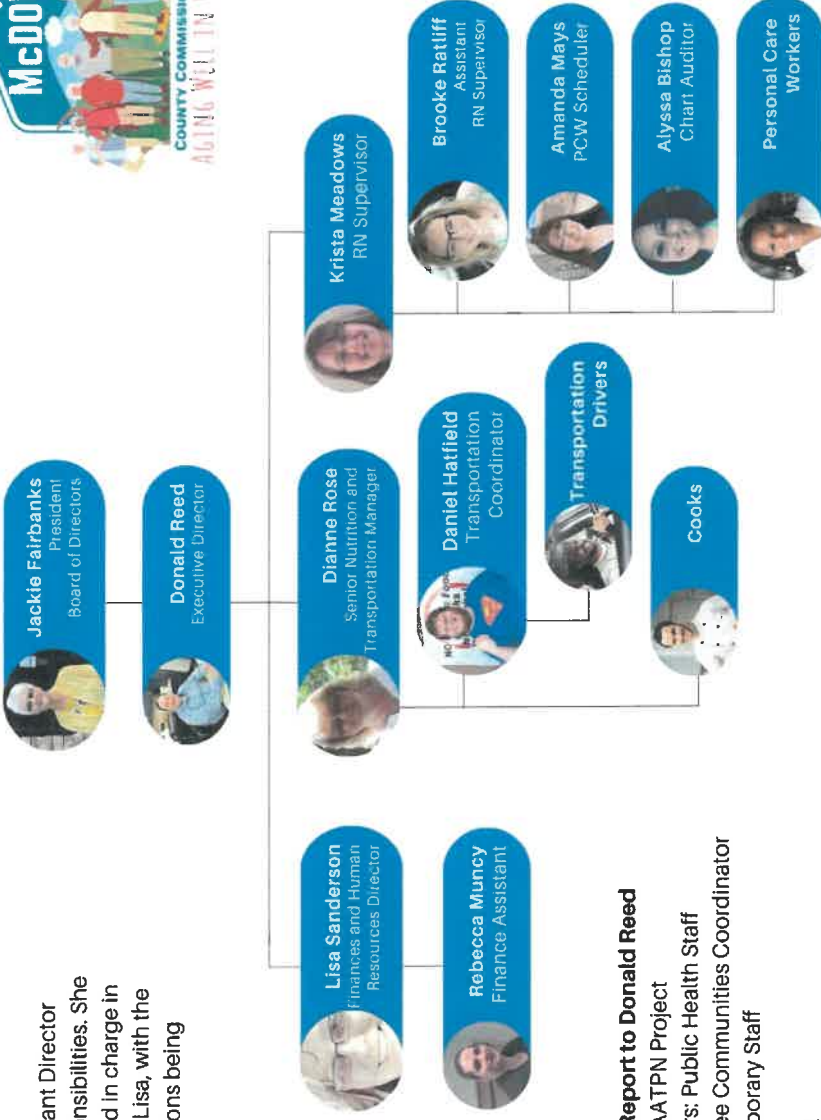 McDO
COUNTY COMMISSI
AGING WELL IN
Jackie Fairbanks
President
Board of Directors
Donald Reed
Executive Director
ant Director
nsibilities. She
d in charge in
Lisa, with the
ons being
Lisa Sanderson
Finances and Human
Resources Director
Rebecca Muncy
Finance Assistant
Dianne Rose
Senior Nutrition and
Transportation Manager
Daniel Hatfield
Transportation
Coordinator
Transportation
Drivers
Cooks
Krista Meadows
RN Supervisor
Brooke Ratliff
Assistant
RN Supervisor
Amanda Mays
PCW Scheduler
Alyssa Bishop
Chart Auditor
Personal Care
Workers
Report to Donald Reed
ATPN Project
s: Public Health Staff
ee Communities Coordinator
porary Staff